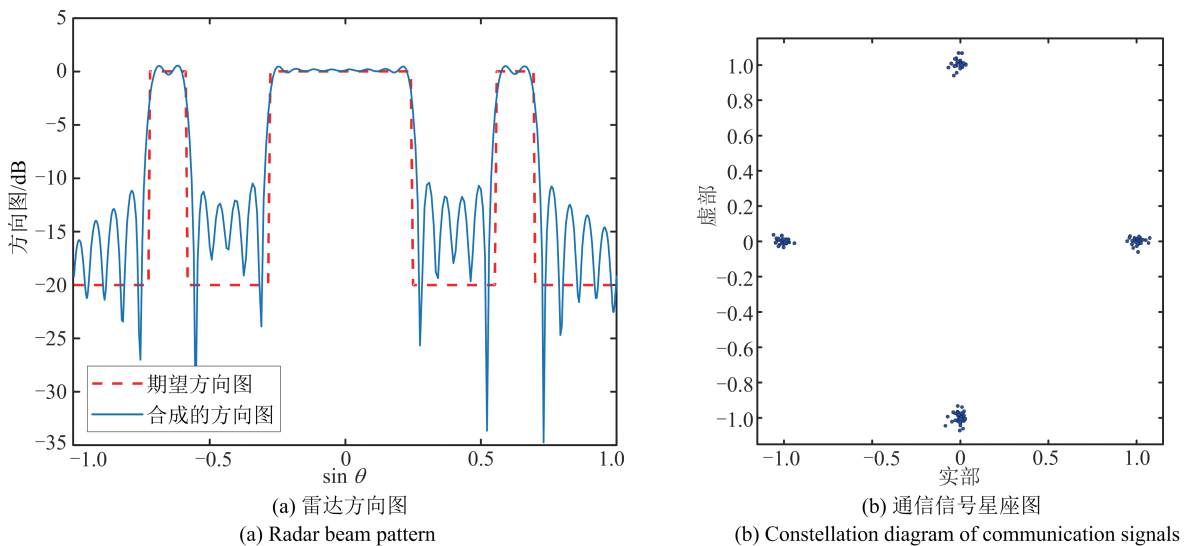 5
0
−5
−10
−15
−20
−25
−30
−35
方向图/dB
期望方向图
合成的方向图
−1.0 −0.5 0 0.5 1.0
sin θ
(a) 雷达方向图
(a) Radar beam pattern
1.0
0.8
0.6
0.4
0.2
0
−0.2
−0.4
−0.6
−0.8
−1.0
虚部
−1.0 −0.5 0 0.5 1.0
实部
(b) 通信信号星座图
(b) Constellation diagram of communication signals